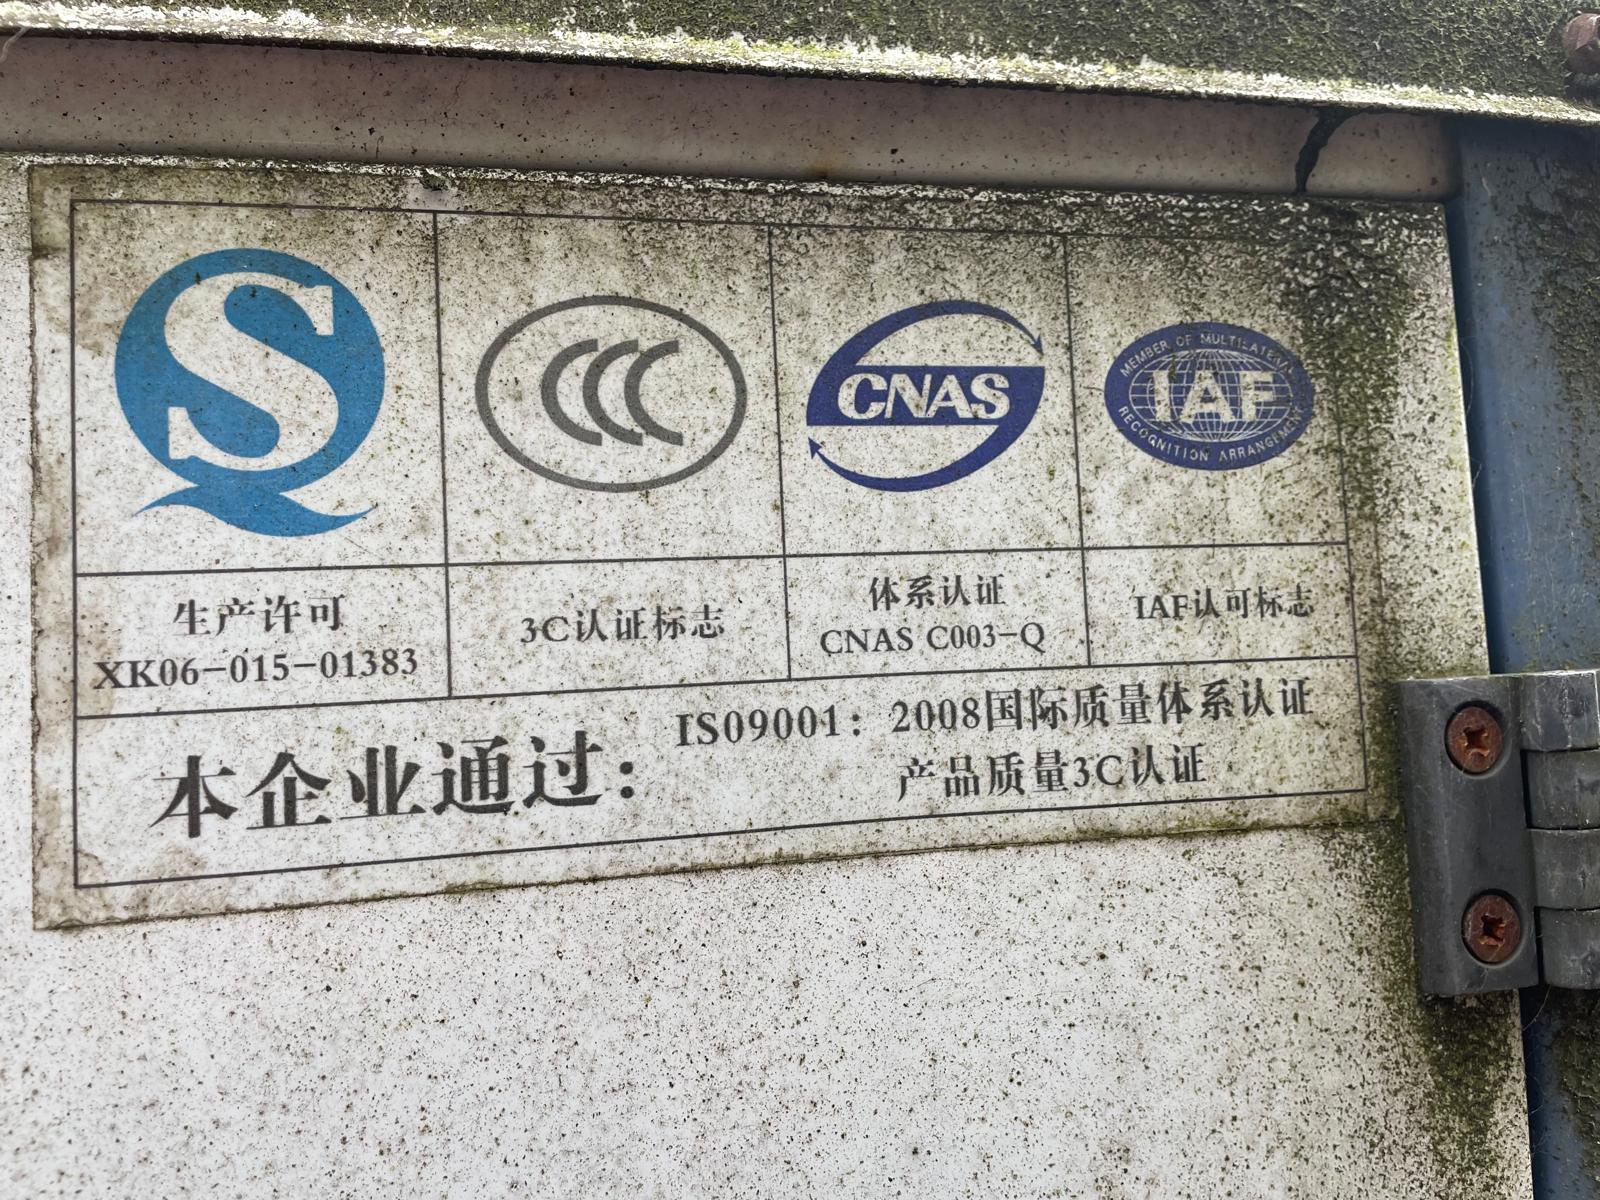 S
CCC
CNAS
MEMBER OF MULTILATERAL
IAF
RECOGNITION ARRANGEMENT
生产许可
XK06-015-01383
3C认证标志
体系认证
CNAS C003-Q
IAF认可标志
本企业通过：
IS09001：2008国际质量体系认证
产品质量3C认证